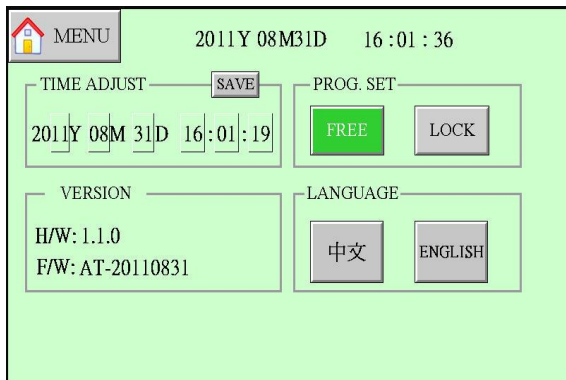 MENU
2011Y 08M31D 16:01:36
TIME ADJUST SAVE
2011Y 08M 31D 16:01:19
PROG. SET
FREE LOCK
VERSION
H/W: 1.1.0
F/W: AT-20110831
LANGUAGE
中文 ENGLISH